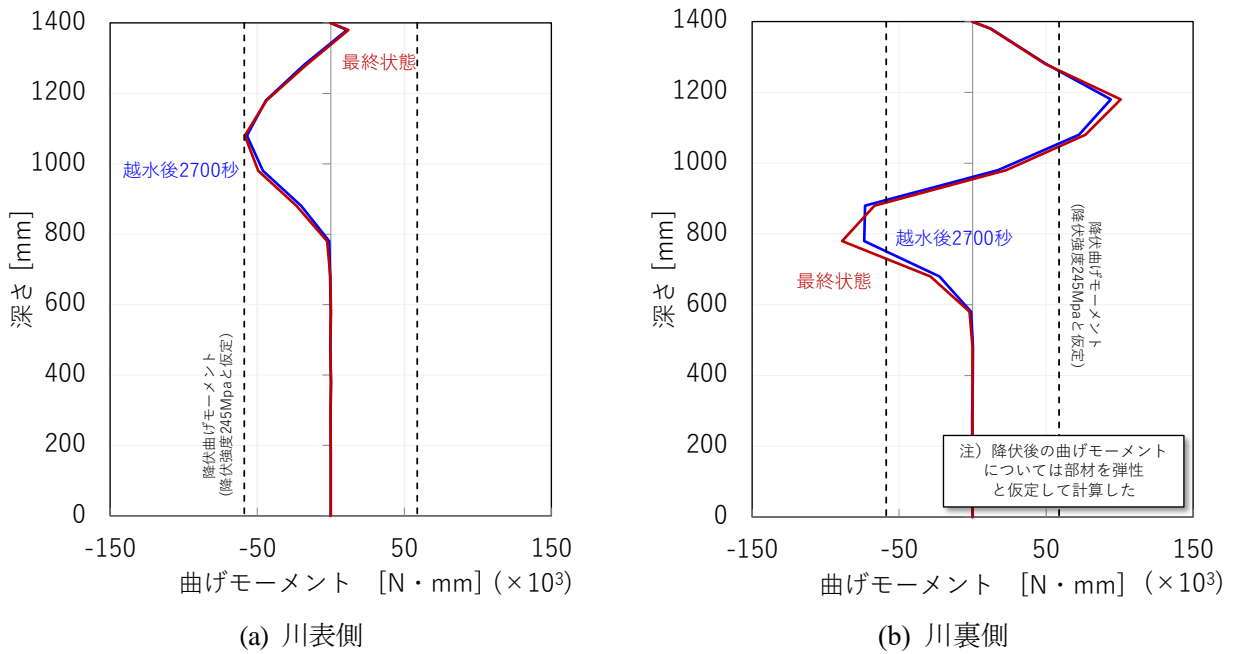 1400
1200
1000
800
600
400
200
0
深さ [mm]
最終状態
越水後2700秒
降伏曲げモーメント
(降伏強度245Mpaと仮定)
-150
-50
50
150
曲げモーメント [N・mm] (×10³)
(a) 川表側
1400
1200
1000
800
600
400
200
0
深さ [mm]
越水後2700秒
最終状態
降伏曲げモーメント
(降伏強度245Mpaと仮定)
注）降伏後の曲げモーメント
については部材を弾性
と仮定して計算した
-150
-50
50
150
曲げモーメント [N・mm] (×10³)
(b) 川裏側